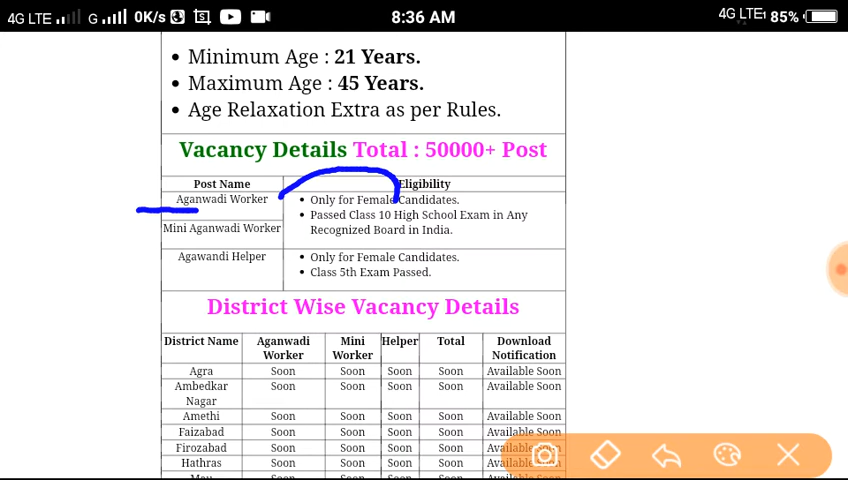 4G LTE G 0K/s 8:36 AM 4G LTE 85%
Minimum Age : 21 Years.
Maximum Age : 45 Years.
Age Relaxation Extra as per Rules.
Vacancy Details Total : 50000+ Post
Post Name Eligibility
Aganwadi Worker
Mini Aganwadi Worker
Only for Female Candidates.
Passed Class 10 High School Exam in Any
Recognized Board in India.
Agawandi Helper
Only for Female Candidates.
Class 5th Exam Passed.
District Wise Vacancy Details
District Name Aganwadi Worker Mini Worker Helper Total Download Notification
Agra Soon Soon Soon Soon Available Soon
Ambedkar Nagar Soon Soon Soon Soon Available Soon
Amethi Soon Soon Soon Soon Available Soon
Faizabad Soon Soon Soon Soon Available Soon
Firozabad Soon Soon Soon Soon Available Soon
Hathras Soon Soon Soon Soon Available Soon